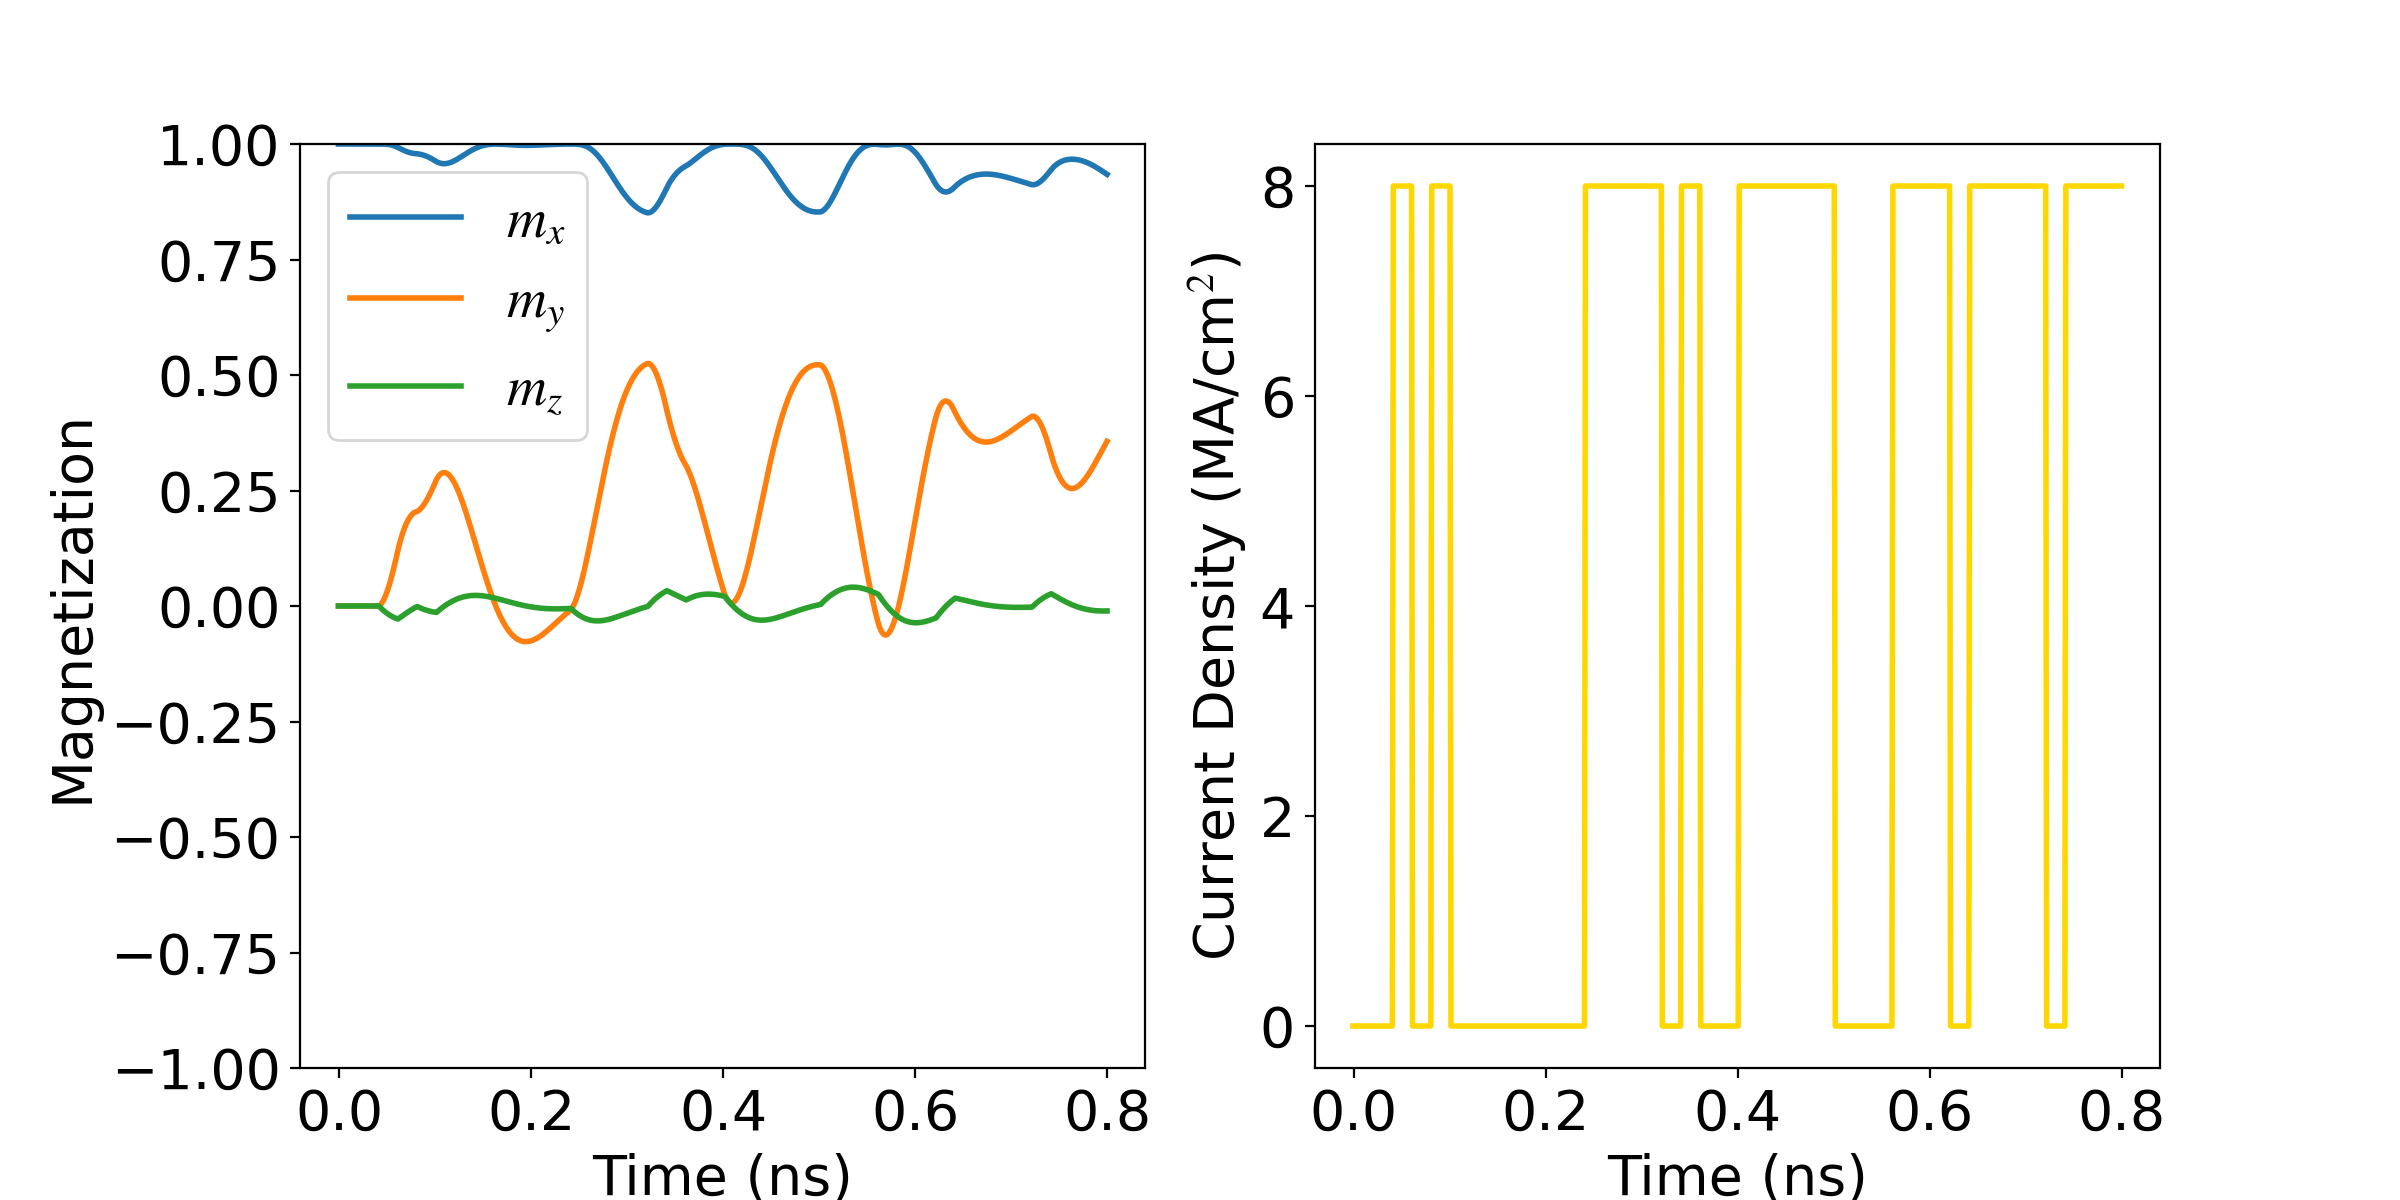 1.00
0.75
0.50
0.25
0.00
−0.25
−0.50
−0.75
−1.00
Magnetization
m_x
m_y
m_z
0.0 0.2 0.4 0.6 0.8
Time (ns)
8
6
4
2
0
Current Density (MA/cm²)
0.0 0.2 0.4 0.6 0.8
Time (ns)